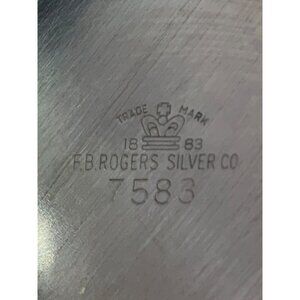 TRADE MARK
18 83
F.B.ROGERS SILVER CO
7583